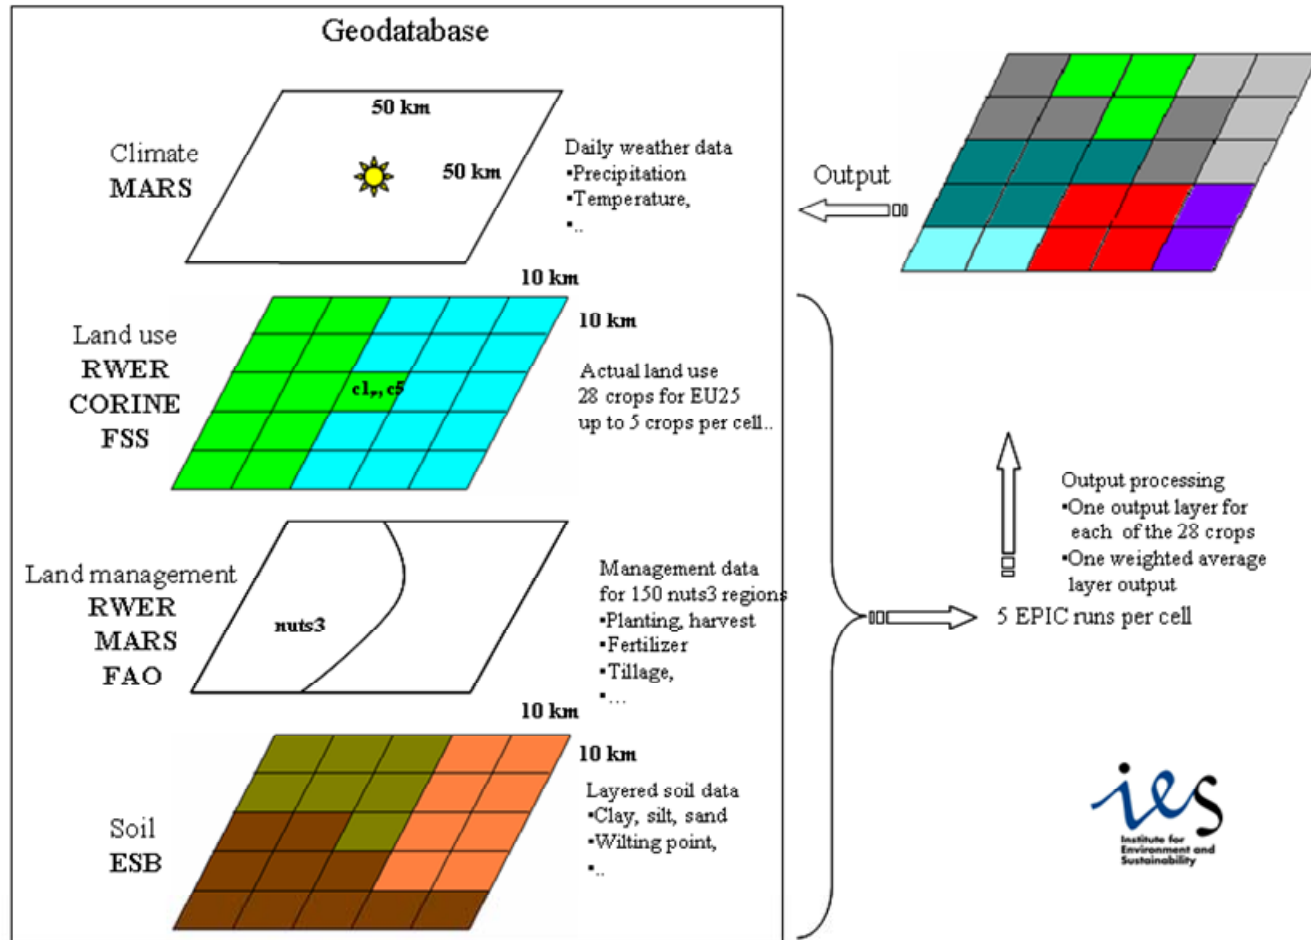 Geodatabase
50 km
50 km
Climate
MARS
Daily weather data
▪Precipitation
▪Temperature,
▪..
Output
10 km
10 km
Land use
RWER
CORINE
FSS
c1,,, c5
Actual land use
28 crops for EU25
up to 5 crops per cell..
Land management
RWER
MARS
FAO
nuts3
Management data
for 150 nuts3 regions
▪Planting, harvest
▪Fertilizer
▪Tillage,
▪...
10 km
10 km
Soil
ESB
Layered soil data
▪Clay, silt, sand
▪Wilting point,
▪..
Output processing
▪One output layer for
each of the 28 crops
▪One weighted average
layer output
5 EPIC runs per cell
ies
Institute for
Environment and
Sustainability